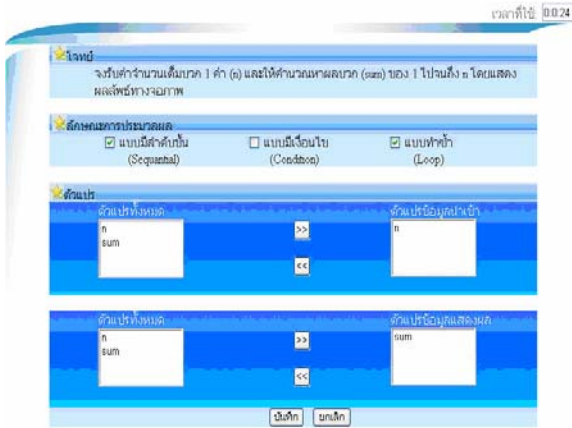 เวลาที่ใช้ 0:0:24
โจทย์
จงรับค่าจำนวนเต็มบวก 1 ค่า (n) และให้คำนวณหาผลบวก (sum) ของ 1 ไปจนถึง n โดยแสดง
ผลลัพธ์ทางจอภาพ
ลักษณะการประมวลผล
แบบมีลำดับขั้น แบบมีเงื่อนไข แบบทำซ้ำ
(Sequantial) (Condition) (Loop)
ตัวแปร
ตัวแปรทั้งหมด ตัวแปรข้อมูลนำเข้า
n >> n
sum
<<
ตัวแปรทั้งหมด ตัวแปรข้อมูลแสดงผล
n >> sum
sum
<<
บันทึก ยกเลิก